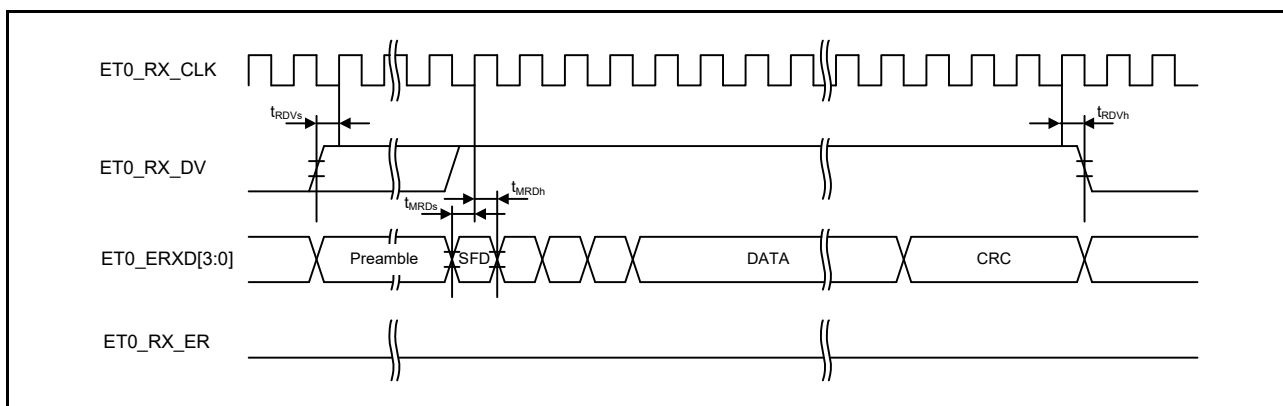 ET0_RX_CLK
tRDVs
tRDVh
ET0_RX_DV
tMRDs
tMRDh
ET0_ERXD[3:0]
Preamble
SFD
DATA
CRC
ET0_RX_ER